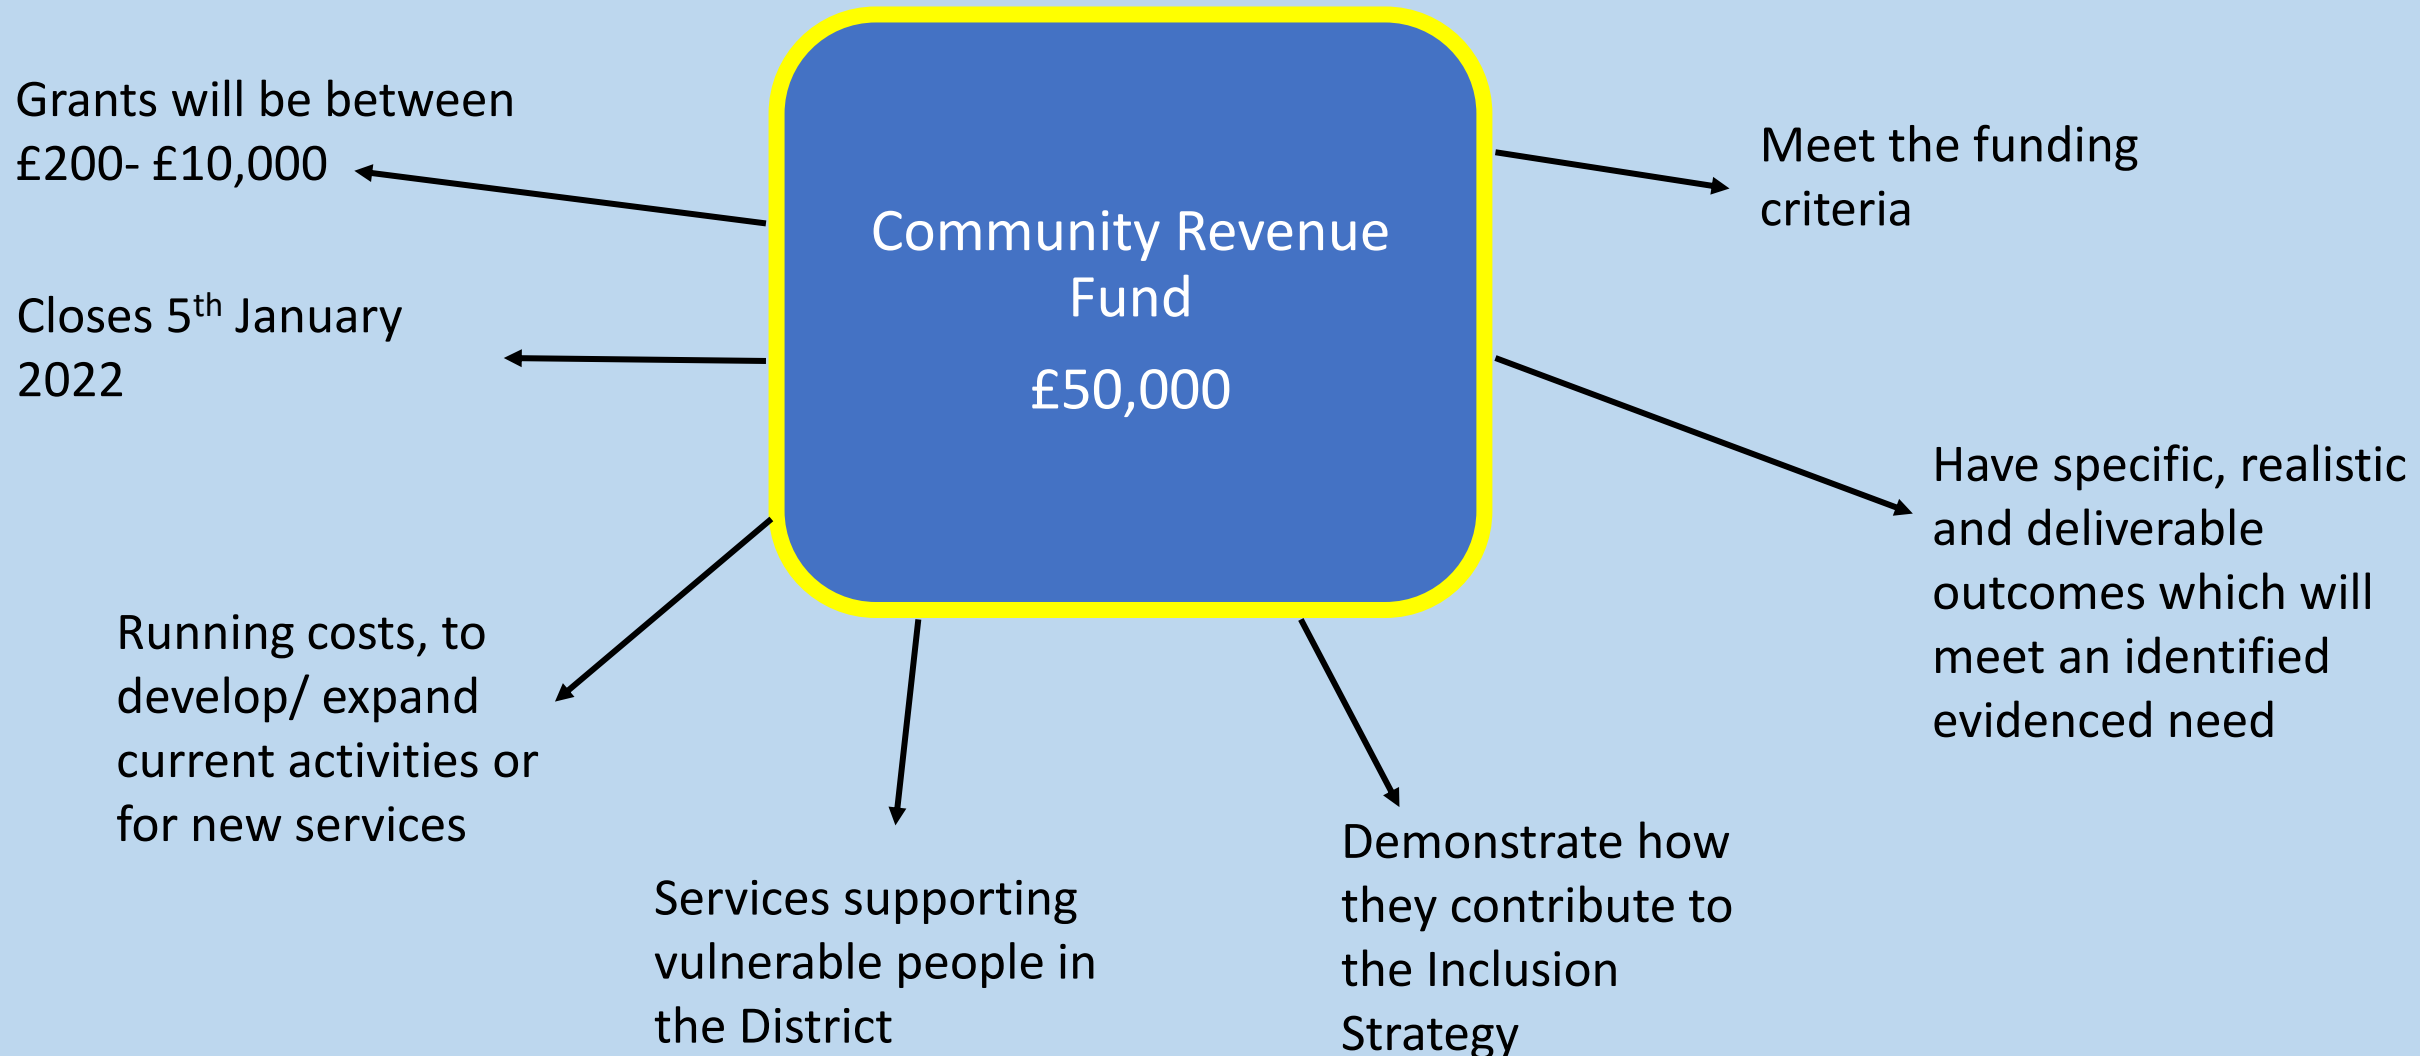 Grants will be between
£200- £10,000
Closes 5th January
2022
Running costs, to
develop/ expand
current activities or
for new services
Community Revenue
Fund
£50,000
Services supporting
vulnerable people in
the District
Demonstrate how
they contribute to
the Inclusion
Strategy
Meet the funding
criteria
Have specific, realistic
and deliverable
outcomes which will
meet an identified
evidenced need